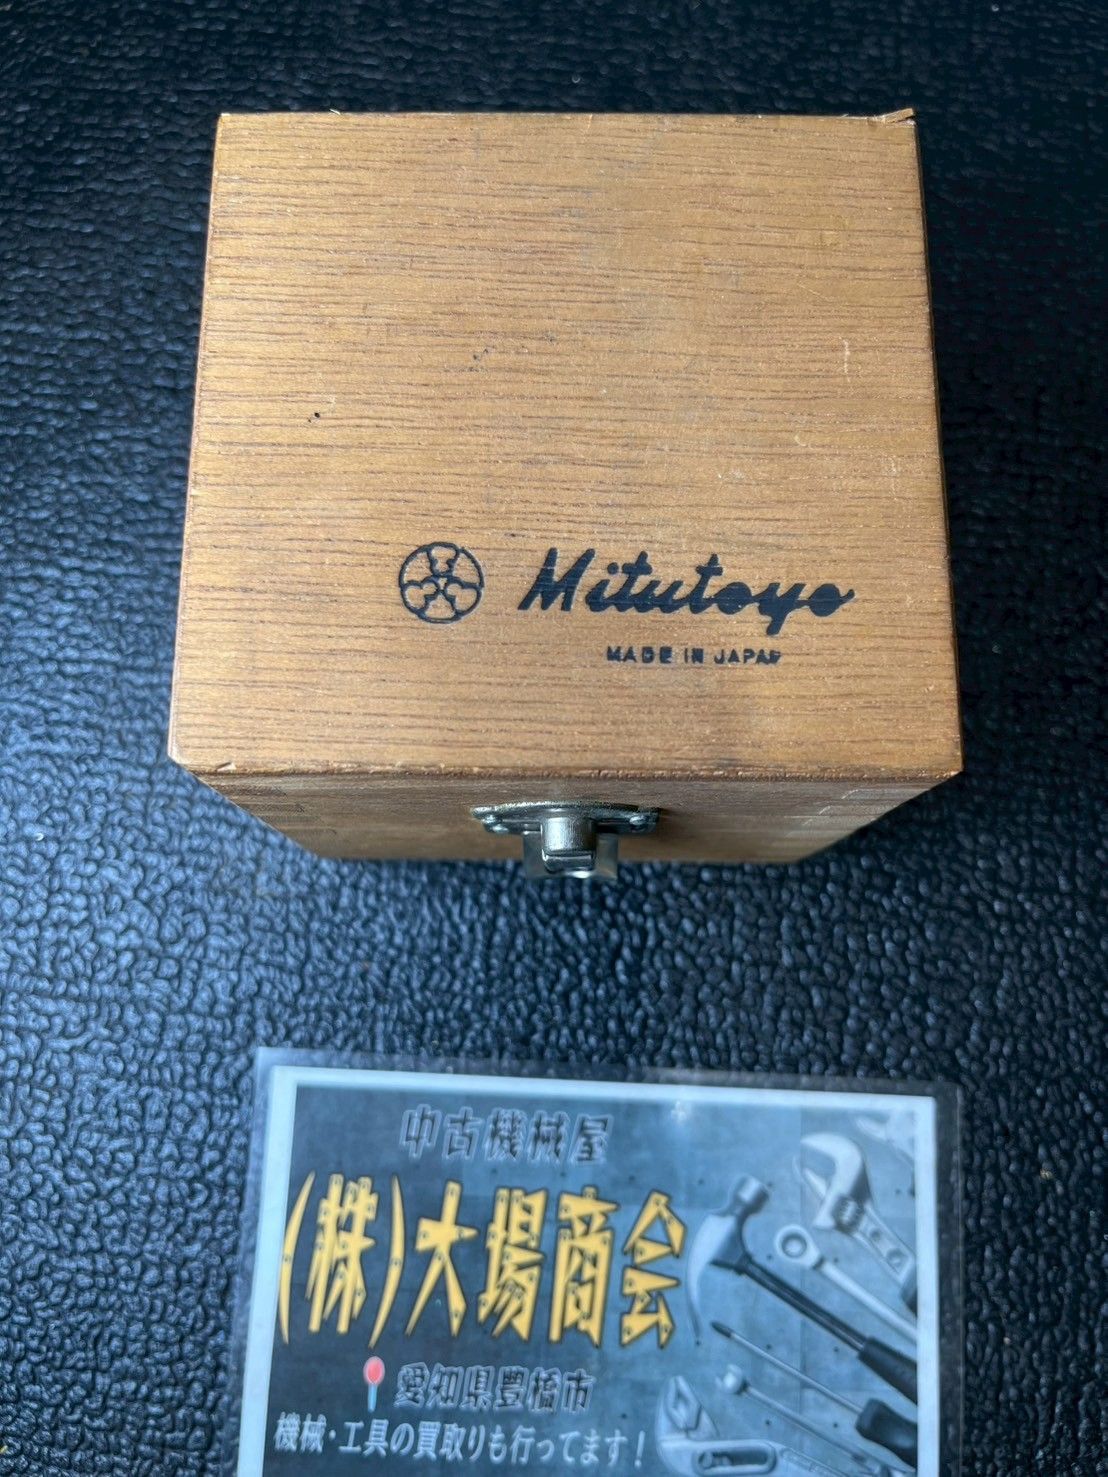 Mitutoyo
MADE IN JAPAN
中古機械屋
(株)大場商会
愛知県豊橋市
機械・工具の買取りも行ってます!